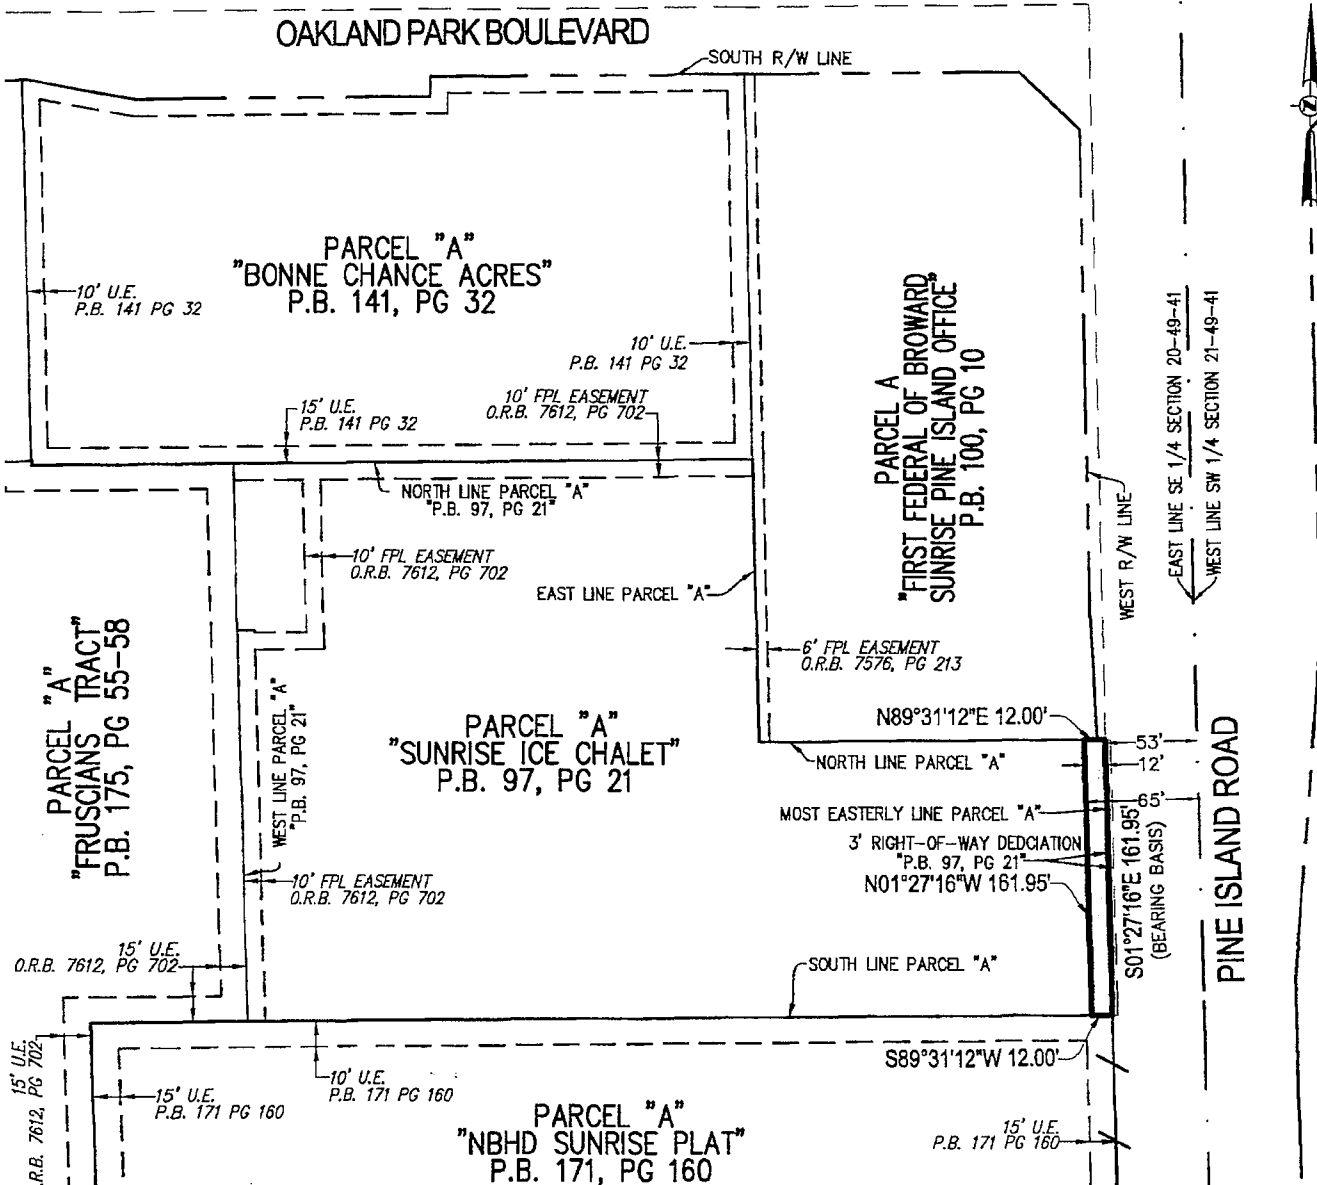 OAKLAND PARK BOULEVARD
SOUTH R/W LINE
Z
PARCEL "A"
"BONNE CHANCE ACRES"
P.B. 141, PG 32
10' U.E.
P.B. 141 PG 32
10' U.E.
P.B. 141 PG 32
15' U.E.
P.B. 141 PG 32
10' FPL EASEMENT
O.R.B. 7612, PG 702
PARCEL A
"FIRST FEDERAL OF BROWARD
SUNRISE PINE ISLAND OFFICE"
P.B. 100, PG 10
EAST LINE SE 1/4 SECTION 20-49-41
WEST LINE SW 1/4 SECTION 21-49-41
WEST R/W LINE
NORTH LINE PARCEL "A"
"P.B. 97, PG 21"
10' FPL EASEMENT
O.R.B. 7612, PG 702
EAST LINE PARCEL "A"
6' FPL EASEMENT
O.R.B. 7576, PG 213
PARCEL "A"
"FRUSCIANS TRACT"
P.B. 175, PG 55-58
WEST LINE PARCEL "A"
"P.B. 97, PG 21"
PARCEL "A"
"SUNRISE ICE CHALET"
P.B. 97, PG 21
N89°31'12"E 12.00'
53'
NORTH LINE PARCEL "A"
12'
65'
MOST EASTERLY LINE PARCEL "A"
3' RIGHT-OF-WAY DEDCIATION
"P.B. 97, PG 21"
N01°27'16"W 161.95'
S01°27'16"E 161.95'
(BEARING BASIS)
PINE ISLAND ROAD
10' FPL EASEMENT
O.R.B. 7612, PG 702
15' U.E.
O.R.B. 7612, PG 702
SOUTH LINE PARCEL "A"
S89°31'12"W 12.00'
15' U.E.
.R.B. 7612, PG 702
15' U.E.
P.B. 171 PG 160
10' U.E.
P.B. 171 PG 160
PARCEL "A"
"NBHD SUNRISE PLAT"
P.B. 171, PG 160
15' U.E.
P.B. 171 PG 160